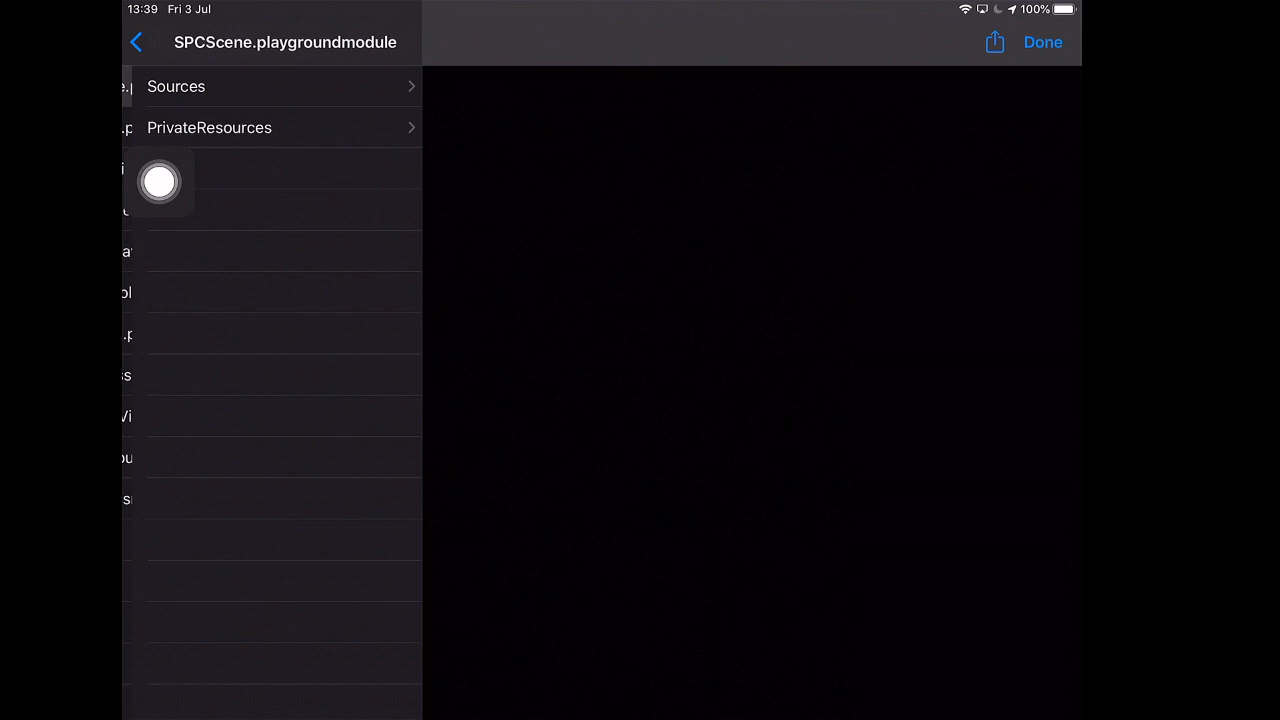 13:39 Fri 3 Jul
100%
SPCScene.playgroundmodule
Done
Sources
PrivateResources